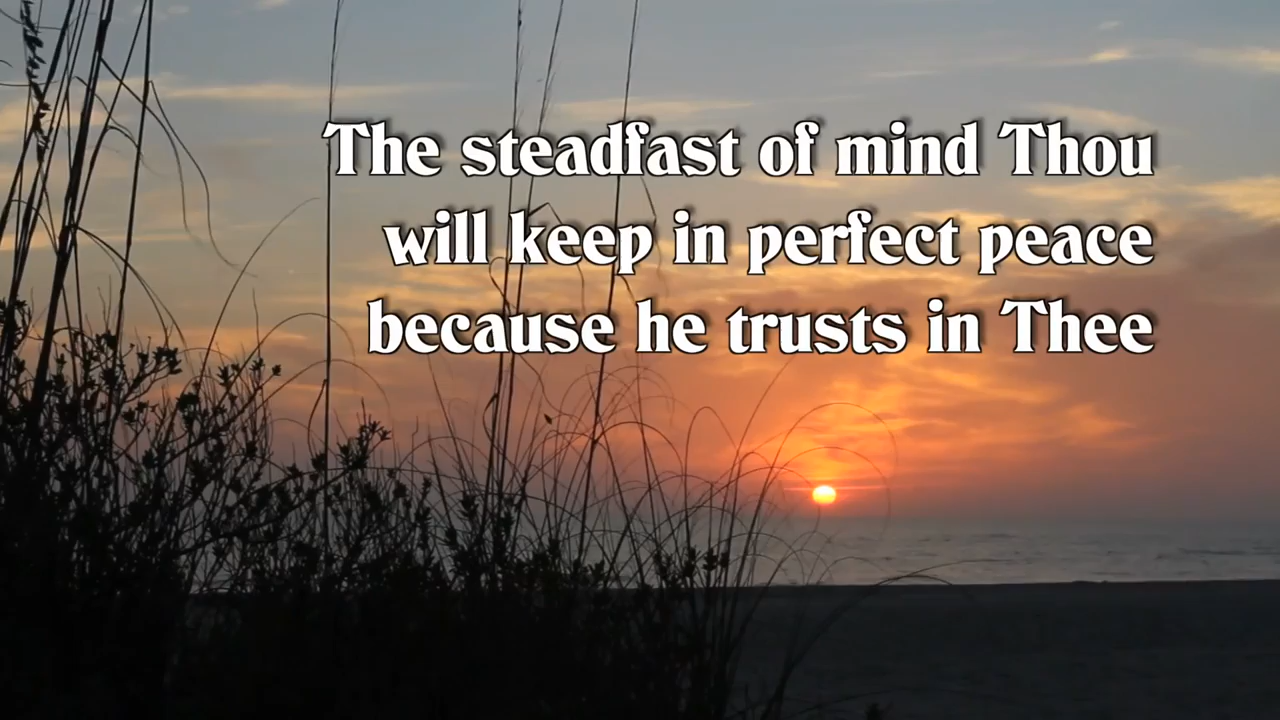 The steadfast of mind Thou
will keep in perfect peace
because he trusts in Thee